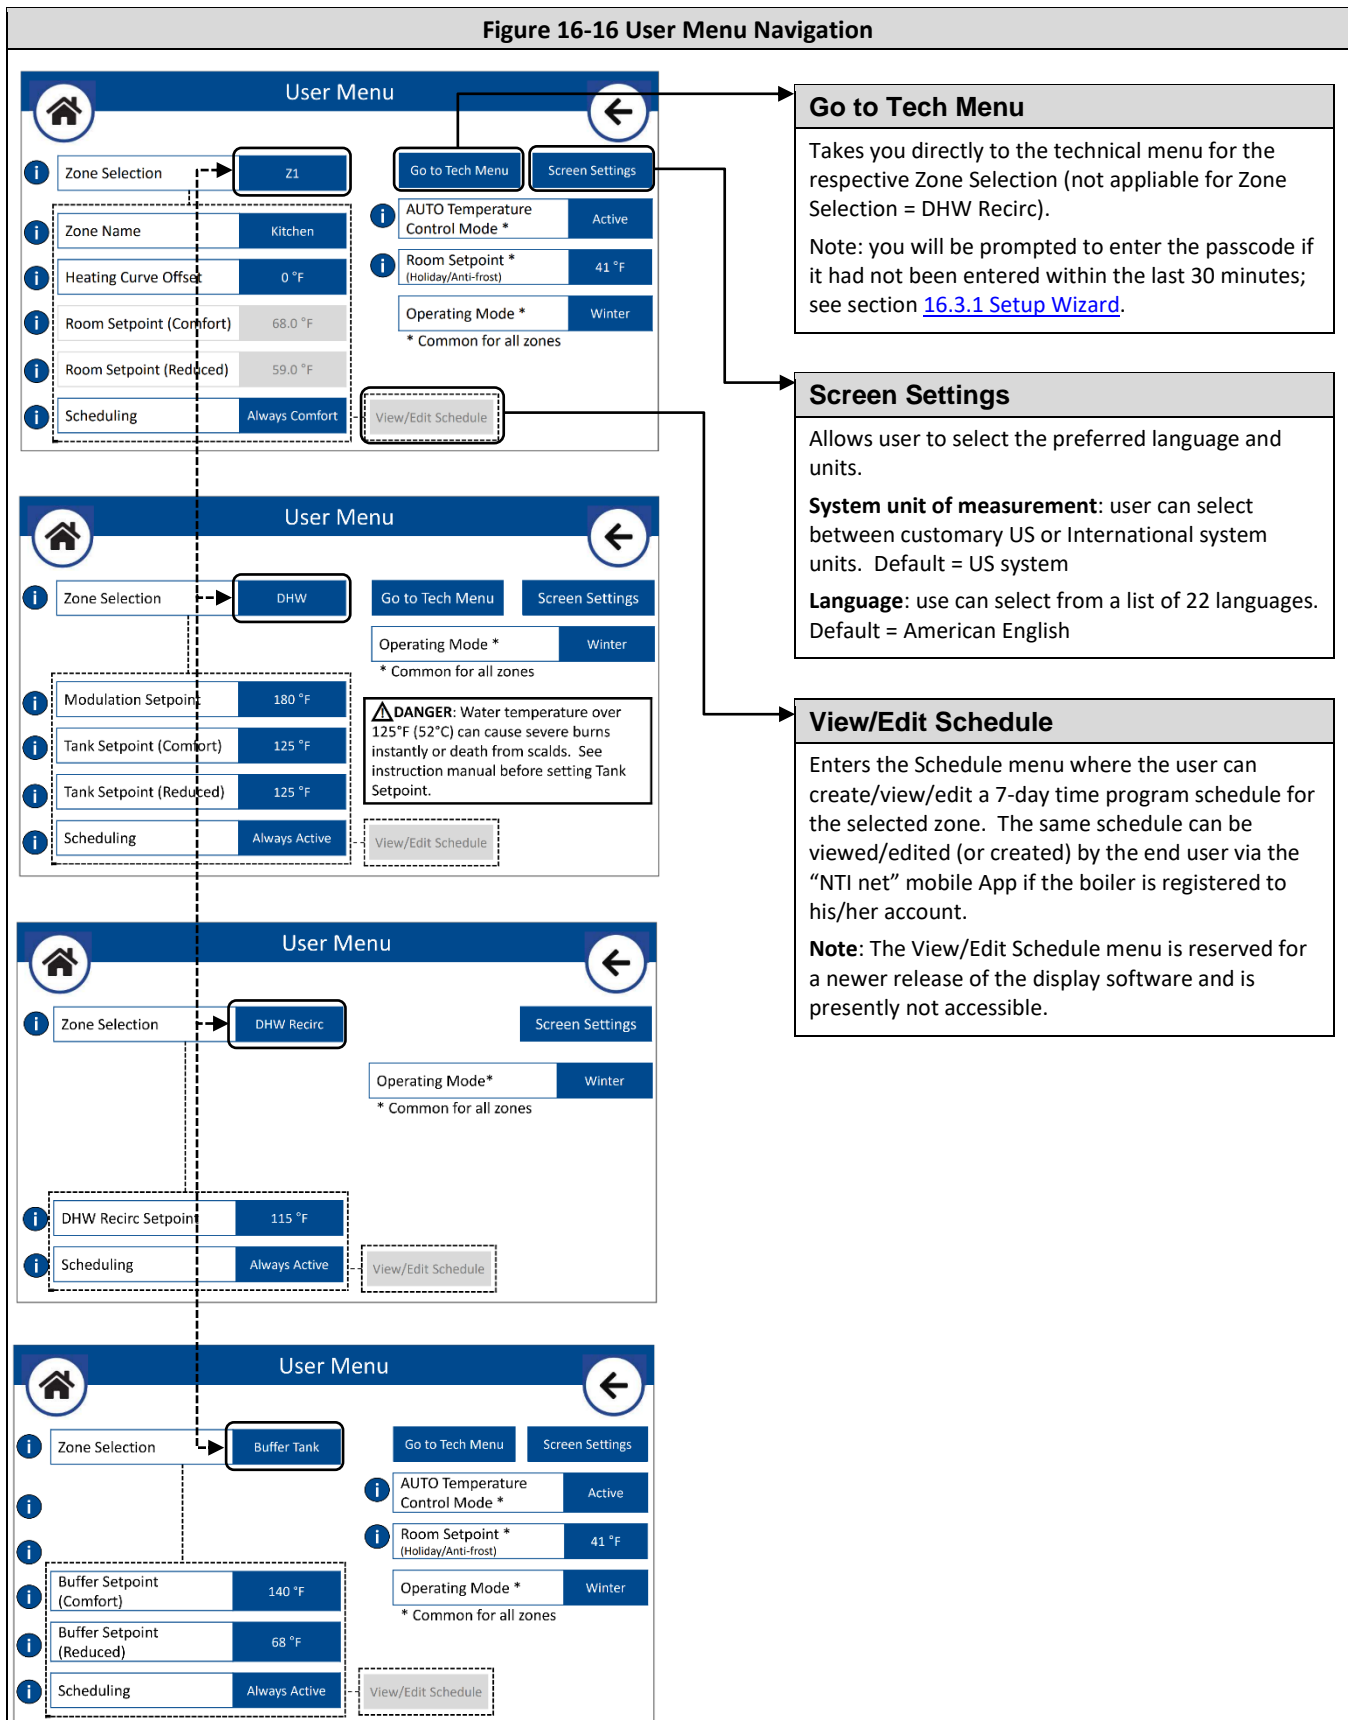 Figure 16-16 User Menu Navigation
User Menu
Zone Selection
Z1
Go to Tech Menu
Screen Settings
Zone Name
Kitchen
AUTO Temperature
Control Mode *
Active
Heating Curve Offset
0 °F
Room Setpoint *
(Holiday/Anti-frost)
41 °F
Room Setpoint (Comfort)
68.0 °F
Operating Mode *
Winter
* Common for all zones
Room Setpoint (Reduced)
59.0 °F
Scheduling
Always Comfort
View/Edit Schedule
User Menu
Zone Selection
DHW
Go to Tech Menu
Screen Settings
Operating Mode *
Winter
* Common for all zones
Modulation Setpoint
180 °F
Tank Setpoint (Comfort)
125 °F
Tank Setpoint (Reduced)
125 °F
Scheduling
Always Active
View/Edit Schedule
DANGER: Water temperature over
125°F (52°C) can cause severe burns
instantly or death from scalds. See
instruction manual before setting Tank
Setpoint.
User Menu
Zone Selection
DHW Recirc
Screen Settings
Operating Mode*
Winter
* Common for all zones
DHW Recirc Setpoint
115 °F
Scheduling
Always Active
View/Edit Schedule
User Menu
Zone Selection
Buffer Tank
Go to Tech Menu
Screen Settings
AUTO Temperature
Control Mode *
Active
Room Setpoint *
(Holiday/Anti-frost)
41 °F
Operating Mode *
Winter
* Common for all zones
Buffer Setpoint
(Comfort)
140 °F
Buffer Setpoint
(Reduced)
68 °F
Scheduling
Always Active
View/Edit Schedule
Go to Tech Menu
Takes you directly to the technical menu for the
respective Zone Selection (not appliable for Zone
Selection = DHW Recirc).
Note: you will be prompted to enter the passcode if
it had not been entered within the last 30 minutes;
see section 16.3.1 Setup Wizard.
Screen Settings
Allows user to select the preferred language and
units.
System unit of measurement: user can select
between customary US or International system
units. Default = US system
Language: use can select from a list of 22 languages.
Default = American English
View/Edit Schedule
Enters the Schedule menu where the user can
create/view/edit a 7-day time program schedule for
the selected zone. The same schedule can be
viewed/edited (or created) by the end user via the
“NTI net” mobile App if the boiler is registered to
his/her account.
Note: The View/Edit Schedule menu is reserved for
a newer release of the display software and is
presently not accessible.